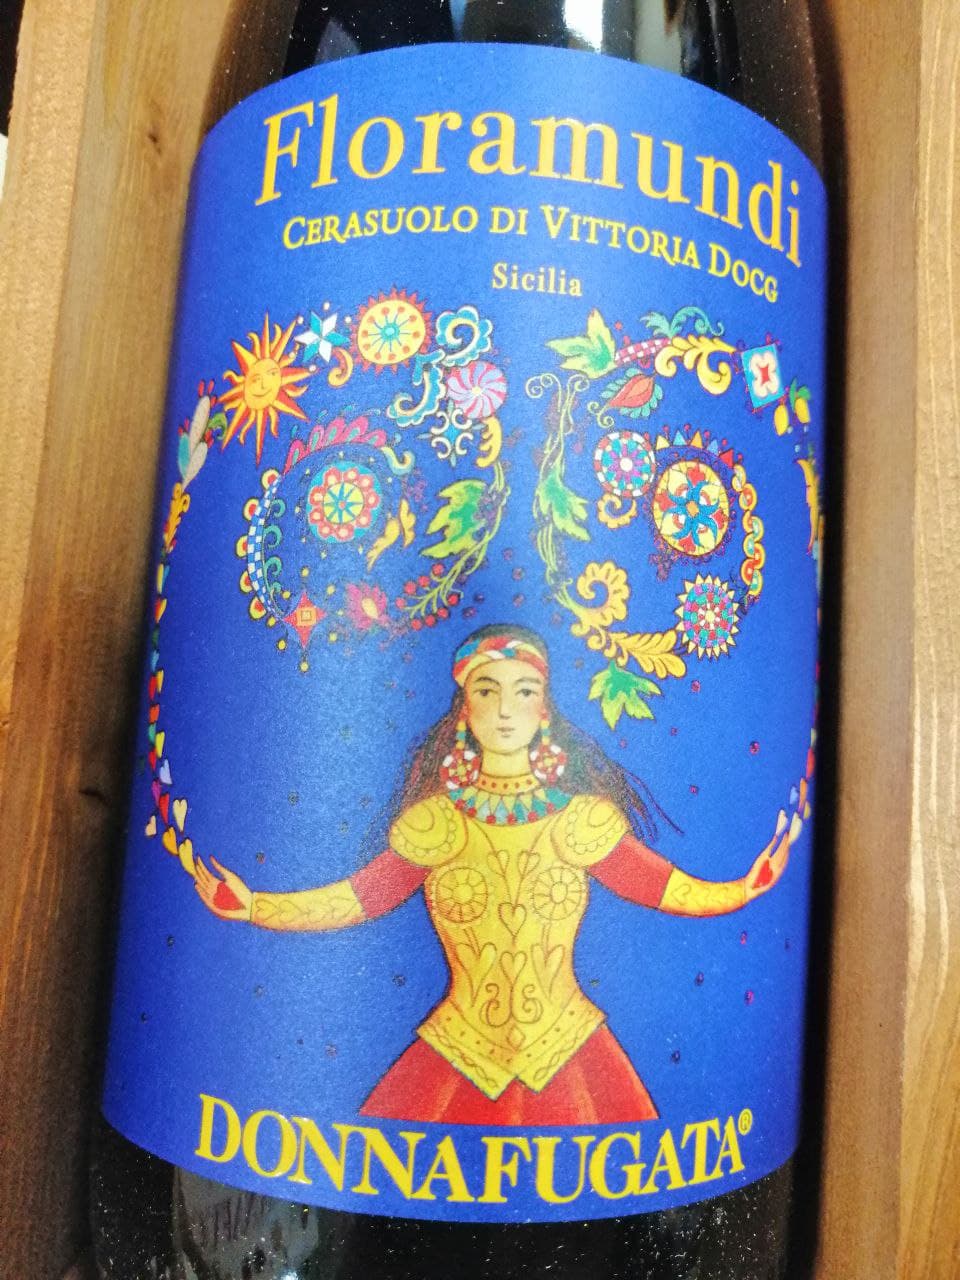 Floramundi
CERASUOLO DI VITTORIA DOCG
Sicilia
DONNAFUGATA®